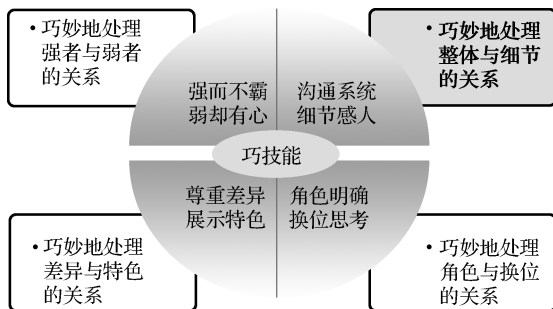 • 巧妙地处理
强者与弱者
的关系
• 巧妙地处理
整体与细节
的关系
强而不霸
弱却有心
沟通系统
细节感人
巧技能
尊重差异
展示特色
角色明确
换位思考
• 巧妙地处理
差异与特色
的关系
• 巧妙地处理
角色与换位
的关系